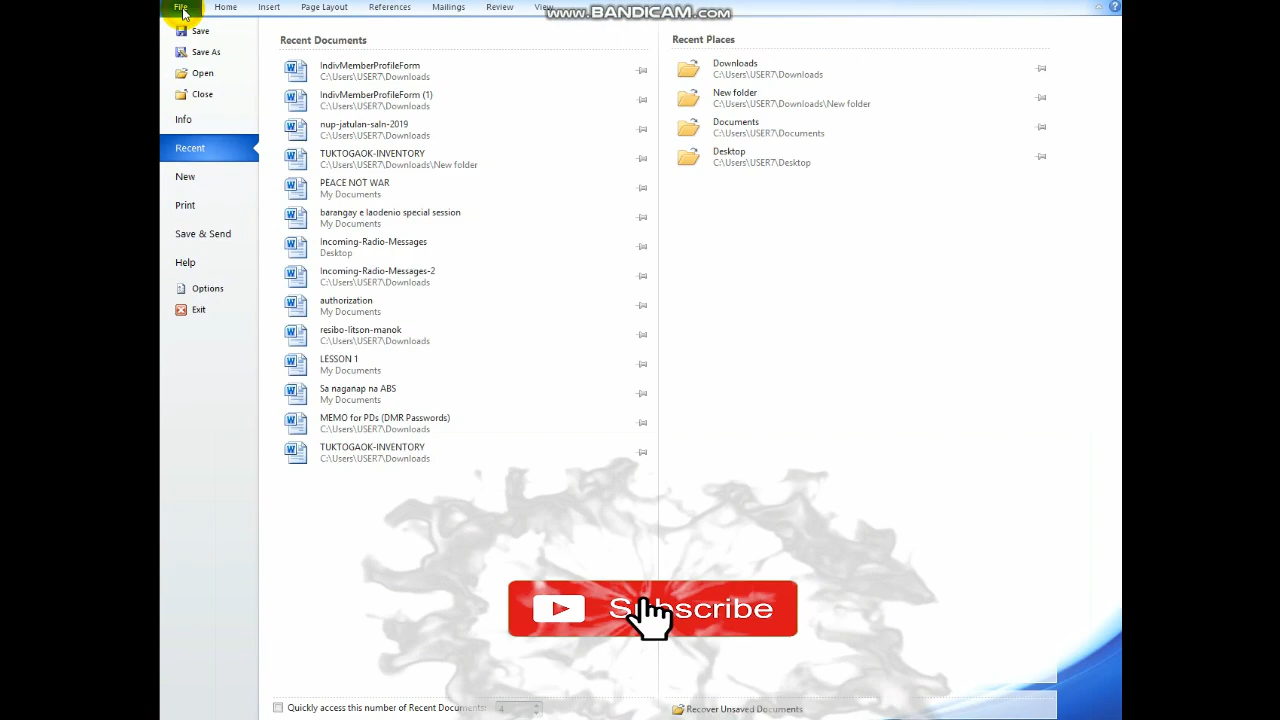 www.BANDICAM.com
File
Home
Insert
Page Layout
References
Mailings
Review
View
Save
Save As
Open
Close
Info
Recent
New
Print
Save & Send
Help
Options
Exit
Recent Documents
IndivMemberProfileForm
C:\Users\USER7\Downloads
IndivMemberProfileForm (1)
C:\Users\USER7\Downloads
nup-jatulan-saln-2019
C:\Users\USER7\Downloads
TUKTOGAOK-INVENTORY
C:\Users\USER7\Downloads\New folder
PEACE NOT WAR
My Documents
barangay e laodenio special session
My Documents
Incoming-Radio-Messages
Desktop
Incoming-Radio-Messages-2
C:\Users\USER7\Downloads
authorization
My Documents
resibo-litson-manok
C:\Users\USER7\Downloads
LESSON 1
My Documents
Sa naganap na ABS
My Documents
MEMO for PDs (DMR Passwords)
C:\Users\USER7\Downloads
TUKTOGAOK-INVENTORY
C:\Users\USER7\Downloads
Recent Places
Downloads
C:\Users\USER7\Downloads
New folder
C:\Users\USER7\Downloads\New folder
Documents
C:\Users\USER7\Documents
Desktop
C:\Users\USER7\Desktop
Subscribe
Quickly access this number of Recent Documents:
4
Recover Unsaved Documents